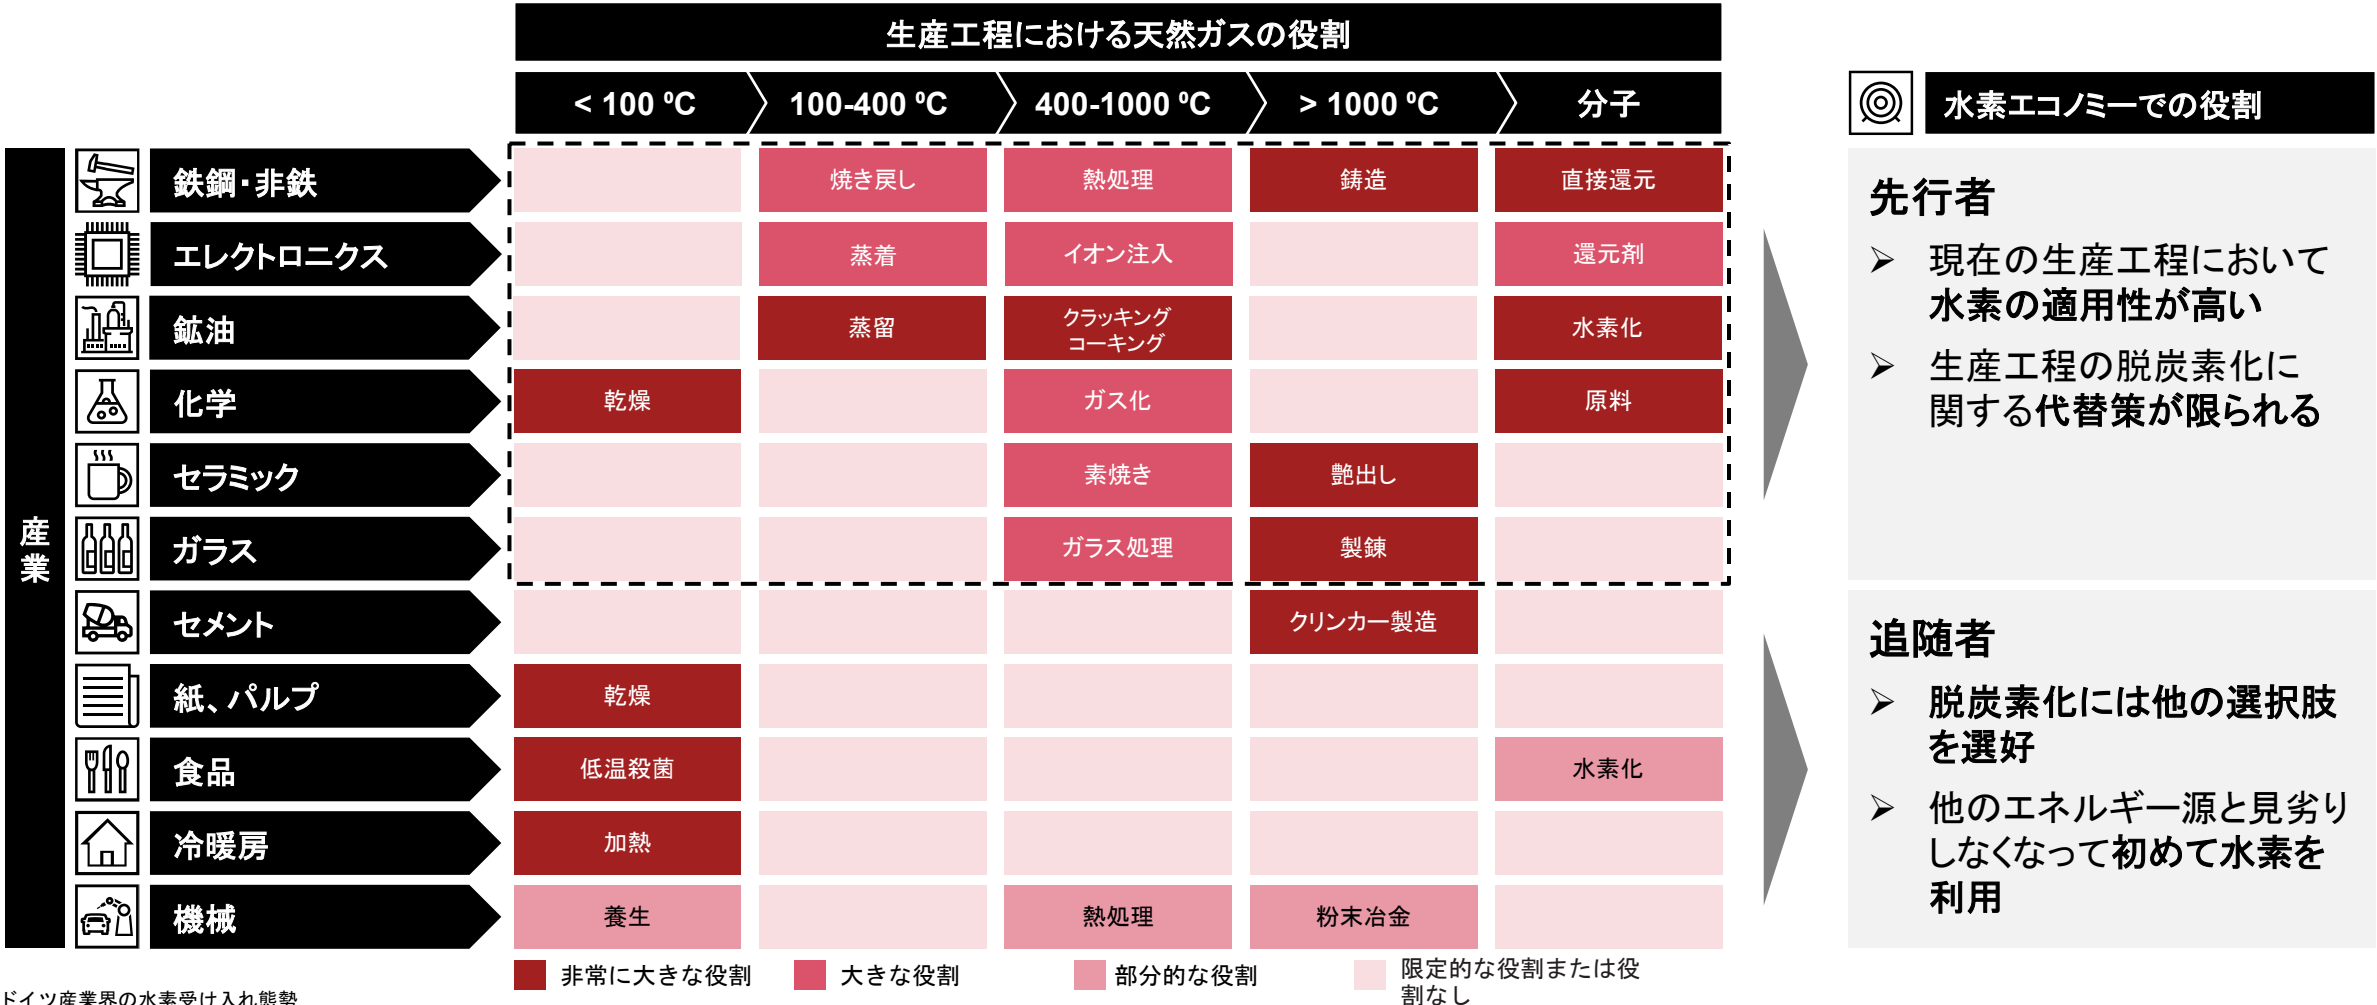 生産工程における天然ガスの役割
< 100 ºC
100-400 ºC
400-1000 ºC
> 1000 ºC
分子
水素エコノミーでの役割
産業
鉄鋼・非鉄
焼き戻し
熱処理
鋳造
直接還元
エレクトロニクス
蒸着
イオン注入
還元剤
鉱油
蒸留
クラッキング
コーキング
水素化
化学
乾燥
ガス化
原料
セラミック
素焼き
艶出し
ガラス
ガラス処理
製錬
セメント
クリンカー製造
紙、パルプ
乾燥
食品
低温殺菌
水素化
冷暖房
加熱
機械
養生
熱処理
粉末冶金
先行者
➢ 現在の生産工程において
水素の適用性が高い
➢ 生産工程の脱炭素化に
関する代替策が限られる
追随者
➢ 脱炭素化には他の選択肢
を選好
➢ 他のエネルギー源と見劣り
しなくなって初めて水素を
利用
非常に大きな役割
大きな役割
部分的な役割
限定的な役割または役
割なし
ドイツ産業界の水素受け入れ態勢